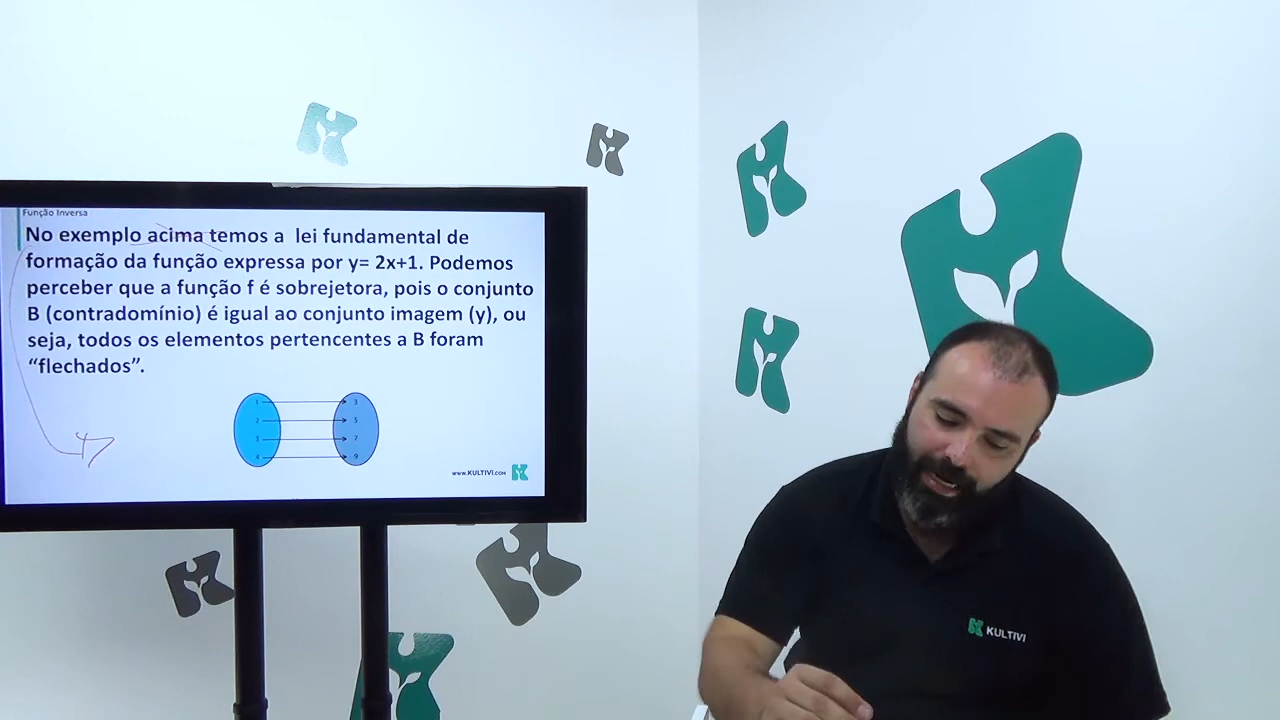 Função Inversa
No exemplo acima temos a lei fundamental de
formação da função expressa por y= 2x+1. Podemos
perceber que a função f é sobrejetora, pois o conjunto
B (contradomínio) é igual ao conjunto imagem (y), ou
seja, todos os elementos pertencentes a B foram
“flechados”.
1 3
2 5
3 7
4 9
www.KULTIVI.COM
KULTIVI